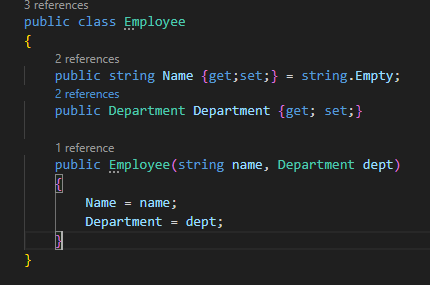 3 references
public class Employee
{
2 references
public string Name {get;set;} = string.Empty;
2 references
public Department Department {get; set;}
1 reference
public Employee(string name, Department dept)
{
Name = name;
Department = dept;
}
}